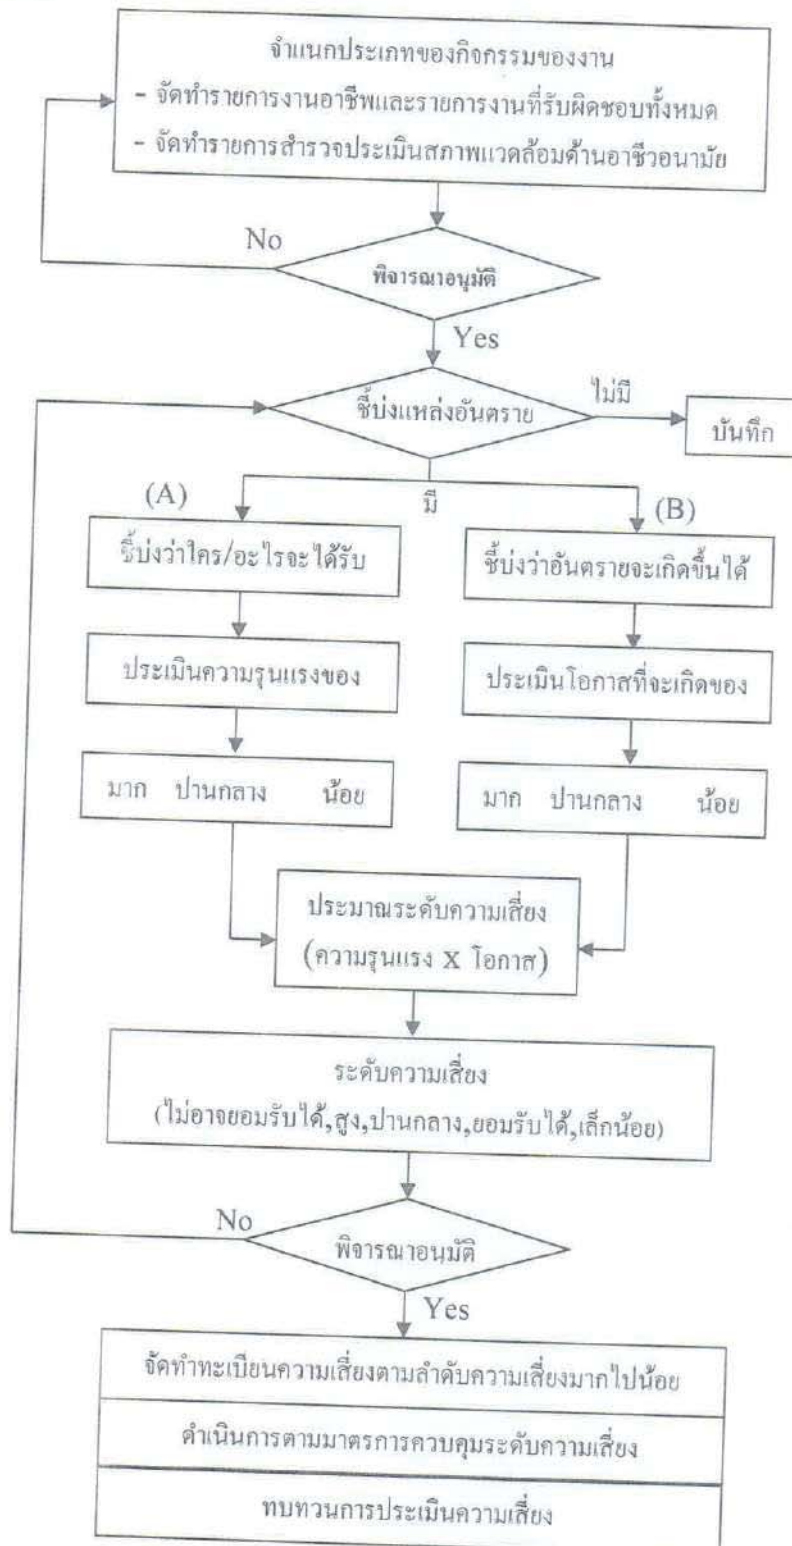 จำแนกประเภทของกิจกรรมของงาน
- จัดทำรายการงานอาชีพและรายการงานที่รับผิดชอบทั้งหมด
- จัดทำรายการสำรวจประเมินสภาพแวดล้อมด้านอาชีวอนามัย
No
พิจารณาอนุมัติ
Yes
ชี้บ่งแหล่งอันตราย
ไม่มี
บันทึก
มี
(A)
(B)
ชี้บ่งว่าใคร/อะไรจะได้รับ
ชี้บ่งว่าอันตรายจะเกิดขึ้นได้
ประเมินความรุนแรงของ
ประเมินโอกาสที่จะเกิดของ
มาก ปานกลาง น้อย
มาก ปานกลาง น้อย
ประมาณระดับความเสี่ยง
(ความรุนแรง X โอกาส)
ระดับความเสี่ยง
(ไม่อาจยอมรับได้,สูง,ปานกลาง,ยอมรับได้,เล็กน้อย)
No
พิจารณาอนุมัติ
Yes
จัดทำทะเบียนความเสี่ยงตามลำดับความเสี่ยงมากไปน้อย
ดำเนินการตามมาตรการควบคุมระดับความเสี่ยง
ทบทวนการประเมินความเสี่ยง